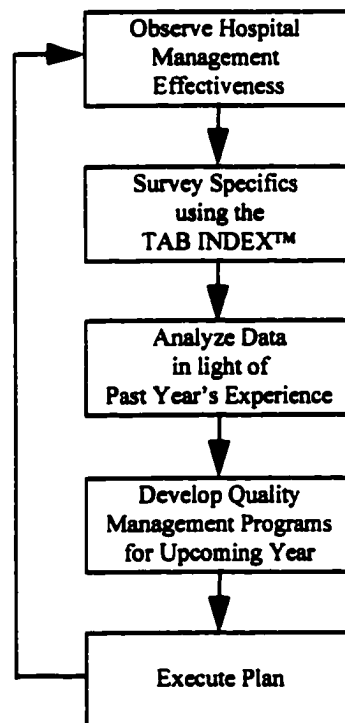 Observe Hospital
Management
Effectiveness
Survey Specifics
using the
TAB INDEX™
Analyze Data
in light of
Past Year's Experience
Develop Quality
Management Programs
for Upcoming Year
Execute Plan